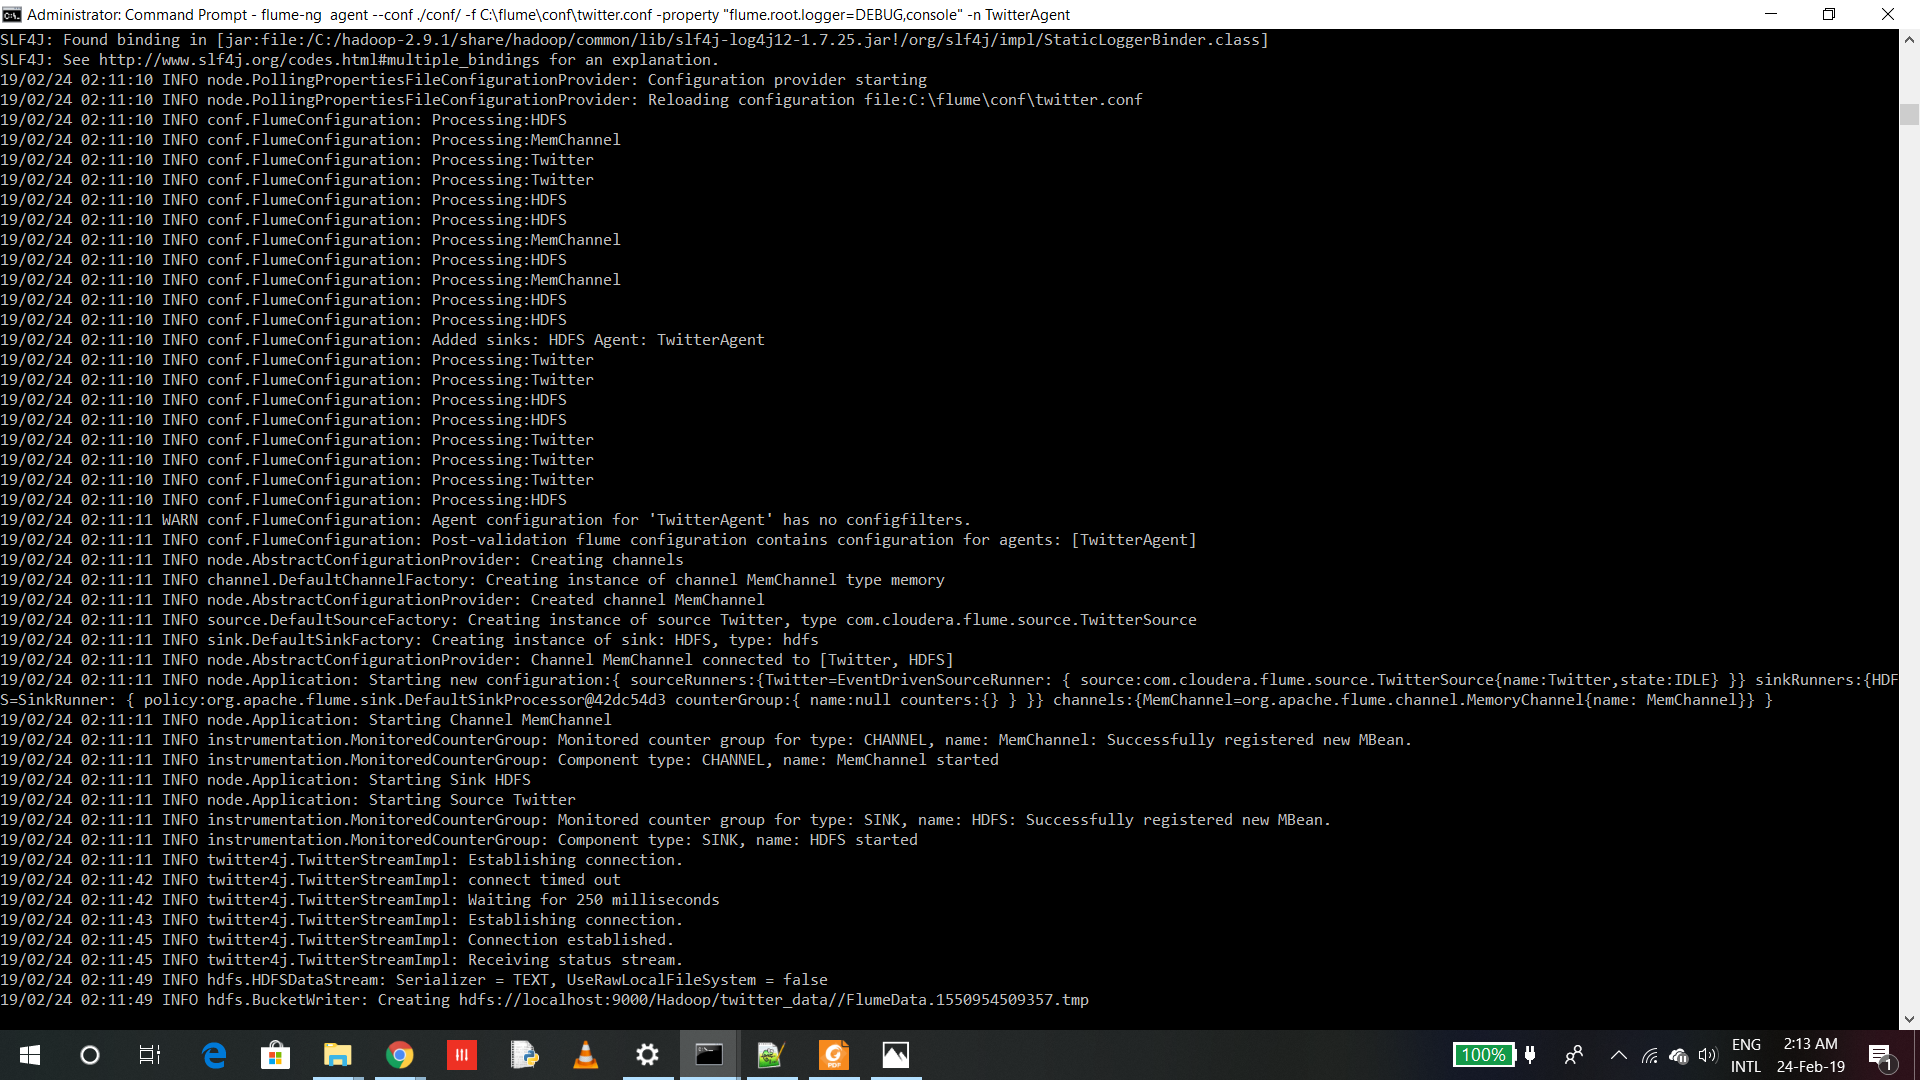 Administrator: Command Prompt - flume-ng  agent --conf ./conf/ -f C:\flume\conf\twitter.conf -property "flume.root.logger=DEBUG,console" -n TwitterAgent
SLF4J: Found binding in [jar:file:/C:/hadoop-2.9.1/share/hadoop/common/lib/slf4j-log4j12-1.7.25.jar!/org/slf4j/impl/StaticLoggerBinder.class]
SLF4J: See http://www.slf4j.org/codes.html#multiple_bindings for an explanation.
19/02/24 02:11:10 INFO node.PollingPropertiesFileConfigurationProvider: Configuration provider starting
19/02/24 02:11:10 INFO node.PollingPropertiesFileConfigurationProvider: Reloading configuration file:C:\flume\conf\twitter.conf
19/02/24 02:11:10 INFO conf.FlumeConfiguration: Processing:HDFS
19/02/24 02:11:10 INFO conf.FlumeConfiguration: Processing:MemChannel
19/02/24 02:11:10 INFO conf.FlumeConfiguration: Processing:Twitter
19/02/24 02:11:10 INFO conf.FlumeConfiguration: Processing:Twitter
19/02/24 02:11:10 INFO conf.FlumeConfiguration: Processing:HDFS
19/02/24 02:11:10 INFO conf.FlumeConfiguration: Processing:HDFS
19/02/24 02:11:10 INFO conf.FlumeConfiguration: Processing:MemChannel
19/02/24 02:11:10 INFO conf.FlumeConfiguration: Processing:HDFS
19/02/24 02:11:10 INFO conf.FlumeConfiguration: Processing:MemChannel
19/02/24 02:11:10 INFO conf.FlumeConfiguration: Processing:HDFS
19/02/24 02:11:10 INFO conf.FlumeConfiguration: Processing:HDFS
19/02/24 02:11:10 INFO conf.FlumeConfiguration: Added sinks: HDFS Agent: TwitterAgent
19/02/24 02:11:10 INFO conf.FlumeConfiguration: Processing:Twitter
19/02/24 02:11:10 INFO conf.FlumeConfiguration: Processing:Twitter
19/02/24 02:11:10 INFO conf.FlumeConfiguration: Processing:HDFS
19/02/24 02:11:10 INFO conf.FlumeConfiguration: Processing:HDFS
19/02/24 02:11:10 INFO conf.FlumeConfiguration: Processing:Twitter
19/02/24 02:11:10 INFO conf.FlumeConfiguration: Processing:Twitter
19/02/24 02:11:10 INFO conf.FlumeConfiguration: Processing:Twitter
19/02/24 02:11:10 INFO conf.FlumeConfiguration: Processing:HDFS
19/02/24 02:11:11 WARN conf.FlumeConfiguration: Agent configuration for 'TwitterAgent' has no configfilters.
19/02/24 02:11:11 INFO conf.FlumeConfiguration: Post-validation flume configuration contains configuration for agents: [TwitterAgent]
19/02/24 02:11:11 INFO node.AbstractConfigurationProvider: Creating channels
19/02/24 02:11:11 INFO channel.DefaultChannelFactory: Creating instance of channel MemChannel type memory
19/02/24 02:11:11 INFO node.AbstractConfigurationProvider: Created channel MemChannel
19/02/24 02:11:11 INFO source.DefaultSourceFactory: Creating instance of source Twitter, type com.cloudera.flume.source.TwitterSource
19/02/24 02:11:11 INFO sink.DefaultSinkFactory: Creating instance of sink: HDFS, type: hdfs
19/02/24 02:11:11 INFO node.AbstractConfigurationProvider: Channel MemChannel connected to [Twitter, HDFS]
19/02/24 02:11:11 INFO node.Application: Starting new configuration:{ sourceRunners:{Twitter=EventDrivenSourceRunner: { source:com.cloudera.flume.source.TwitterSource{name:Twitter,state:IDLE} }} sinkRunners:{HDF
S=SinkRunner: { policy:org.apache.flume.sink.DefaultSinkProcessor@42dc54d3 counterGroup:{ name:null counters:{} } }} channels:{MemChannel=org.apache.flume.channel.MemoryChannel{name: MemChannel}} }
19/02/24 02:11:11 INFO node.Application: Starting Channel MemChannel
19/02/24 02:11:11 INFO instrumentation.MonitoredCounterGroup: Monitored counter group for type: CHANNEL, name: MemChannel: Successfully registered new MBean.
19/02/24 02:11:11 INFO instrumentation.MonitoredCounterGroup: Component type: CHANNEL, name: MemChannel started
19/02/24 02:11:11 INFO node.Application: Starting Sink HDFS
19/02/24 02:11:11 INFO node.Application: Starting Source Twitter
19/02/24 02:11:11 INFO instrumentation.MonitoredCounterGroup: Monitored counter group for type: SINK, name: HDFS: Successfully registered new MBean.
19/02/24 02:11:11 INFO instrumentation.MonitoredCounterGroup: Component type: SINK, name: HDFS started
19/02/24 02:11:11 INFO twitter4j.TwitterStreamImpl: Establishing connection.
19/02/24 02:11:42 INFO twitter4j.TwitterStreamImpl: connect timed out
19/02/24 02:11:42 INFO twitter4j.TwitterStreamImpl: Waiting for 250 milliseconds
19/02/24 02:11:43 INFO twitter4j.TwitterStreamImpl: Establishing connection.
19/02/24 02:11:45 INFO twitter4j.TwitterStreamImpl: Connection established.
19/02/24 02:11:45 INFO twitter4j.TwitterStreamImpl: Receiving status stream.
19/02/24 02:11:49 INFO hdfs.HDFSDataStream: Serializer = TEXT, UseRawLocalFileSystem = false
19/02/24 02:11:49 INFO hdfs.BucketWriter: Creating hdfs://localhost:9000/Hadoop/twitter_data//FlumeData.1550954509357.tmp
100%
ENG
INTL
2:13 AM
24-Feb-19
1
PDF